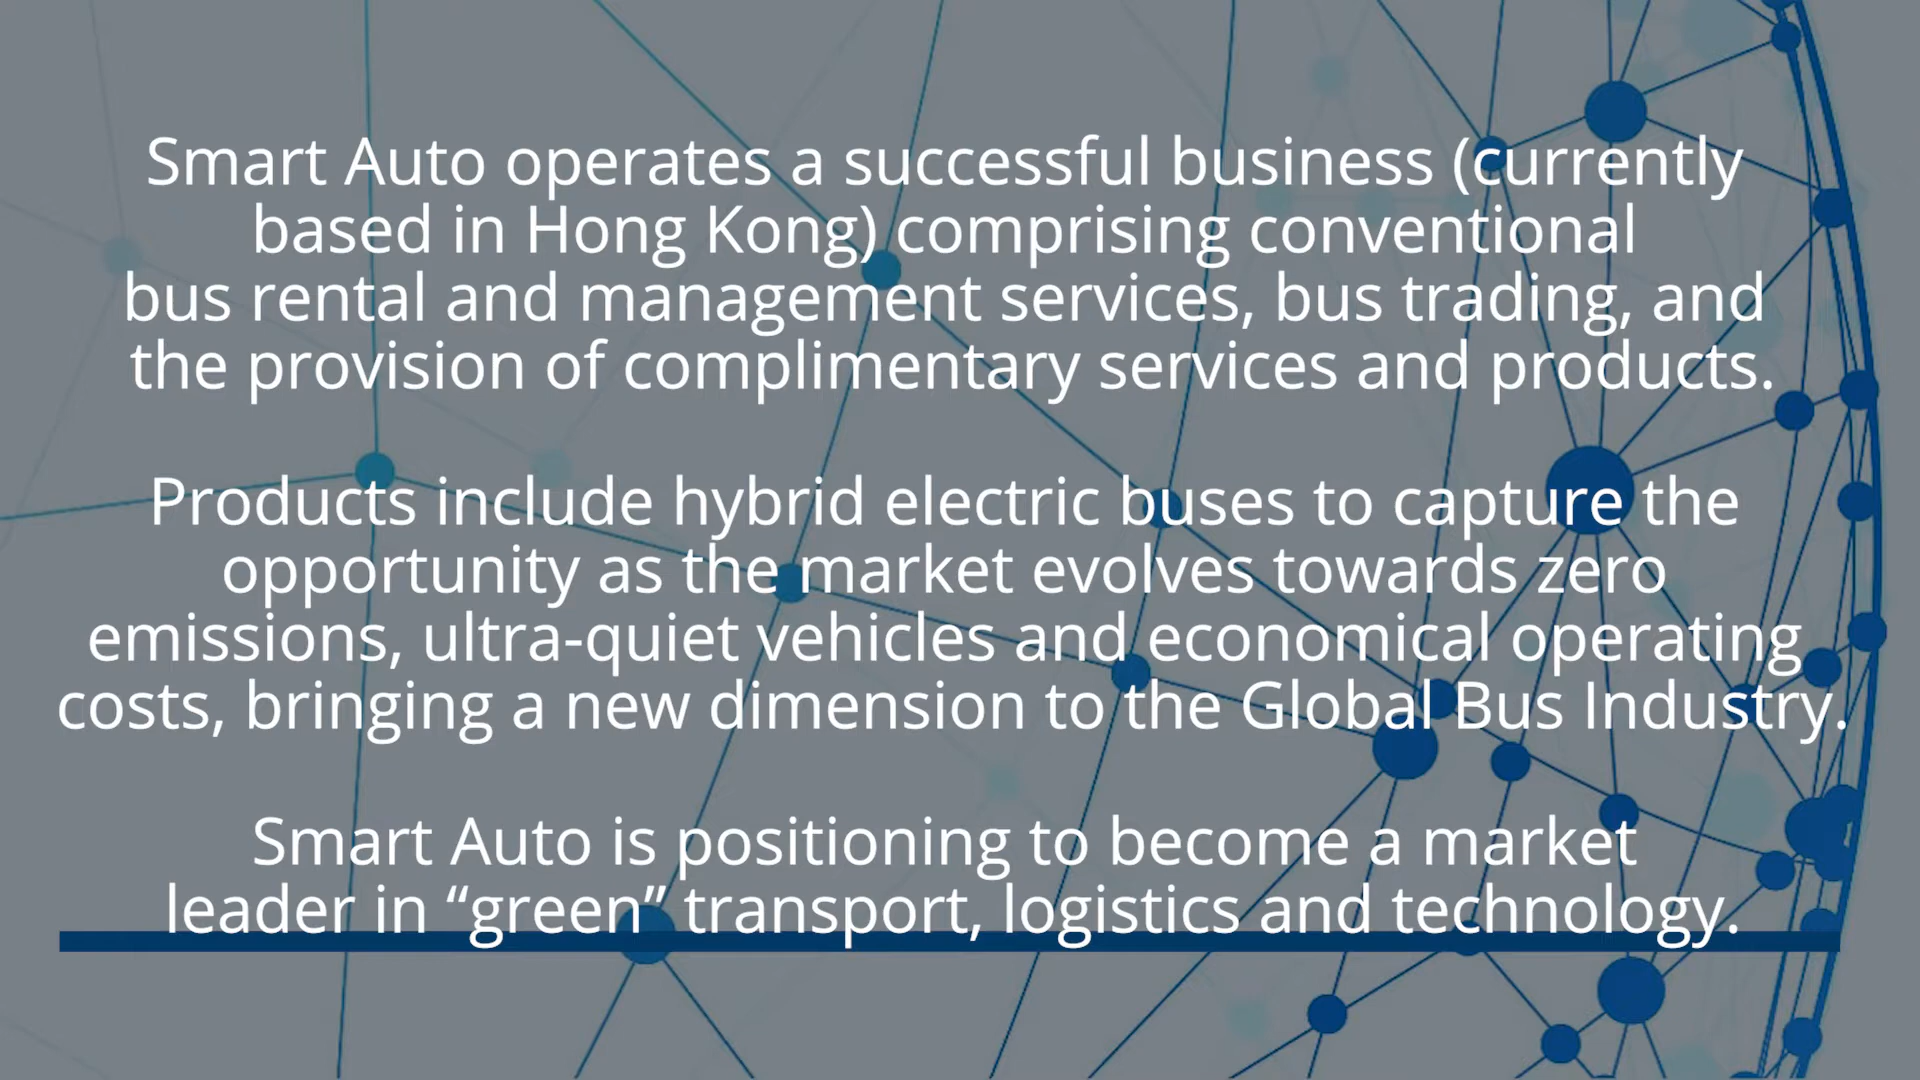 Smart Auto operates a successful business (currently
based in Hong Kong) comprising conventional
bus rental and management services, bus trading, and
the provision of complimentary services and products.
Products include hybrid electric buses to capture the
opportunity as the market evolves towards zero
emissions, ultra-quiet vehicles and economical operating
costs, bringing a new dimension to the Global Bus Industry.
Smart Auto is positioning to become a market
leader in “green” transport, logistics and technology.